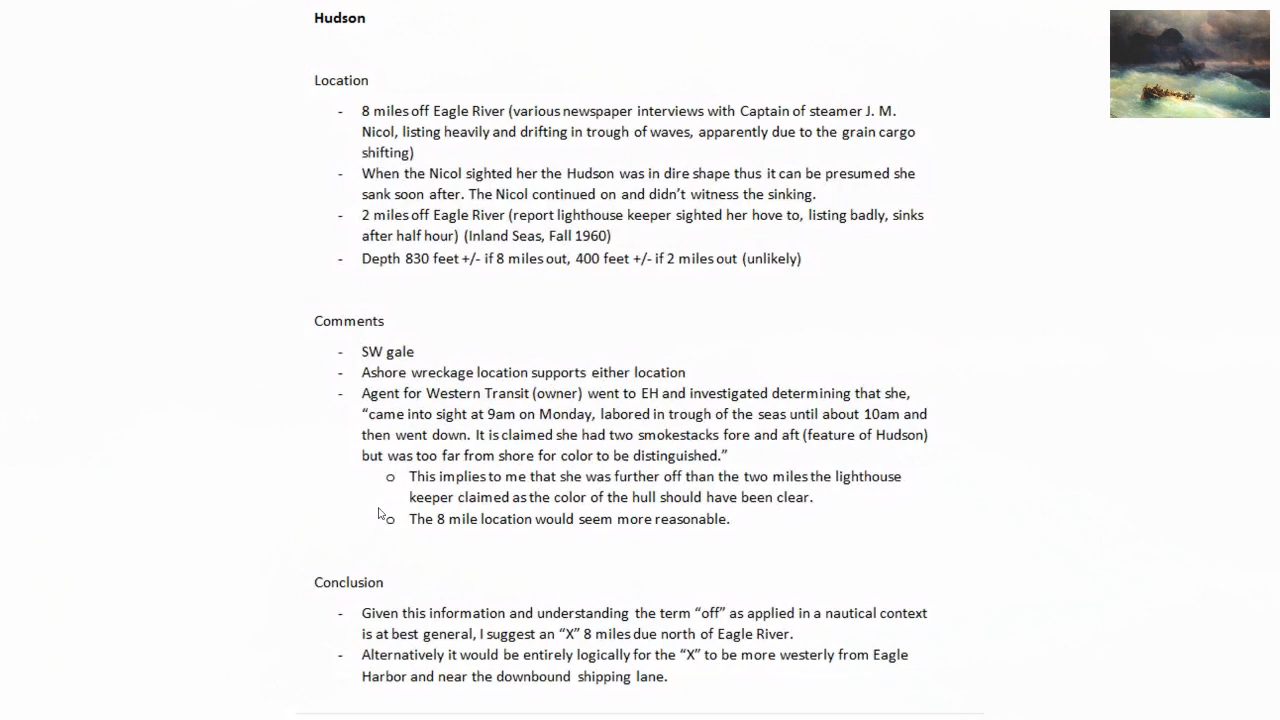 Hudson
Location
- 8 miles off Eagle River (various newspaper interviews with Captain of steamer J. M.
Nicol, listing heavily and drifting in trough of waves, apparently due to the grain cargo
shifting)
- When the Nicol sighted her the Hudson was in dire shape thus it can be presumed she
sank soon after. The Nicol continued on and didn’t witness the sinking.
- 2 miles off Eagle River (report lighthouse keeper sighted her hove to, listing badly, sinks
after half hour) (Inland Seas, Fall 1960)
- Depth 830 feet +/- if 8 miles out, 400 feet +/- if 2 miles out (unlikely)
Comments
- SW gale
- Ashore wreckage location supports either location
- Agent for Western Transit (owner) went to EH and investigated determining that she,
“came into sight at 9am on Monday, labored in trough of the seas until about 10am and
then went down. It is claimed she had two smokestacks fore and aft (feature of Hudson)
but was too far from shore for color to be distinguished.”
o This implies to me that she was further off than the two miles the lighthouse
keeper claimed as the color of the hull should have been clear.
o The 8 mile location would seem more reasonable.
Conclusion
- Given this information and understanding the term “off” as applied in a nautical context
is at best general, I suggest an “X” 8 miles due north of Eagle River.
- Alternatively it would be entirely logically for the “X” to be more westerly from Eagle
Harbor and near the downbound shipping lane.